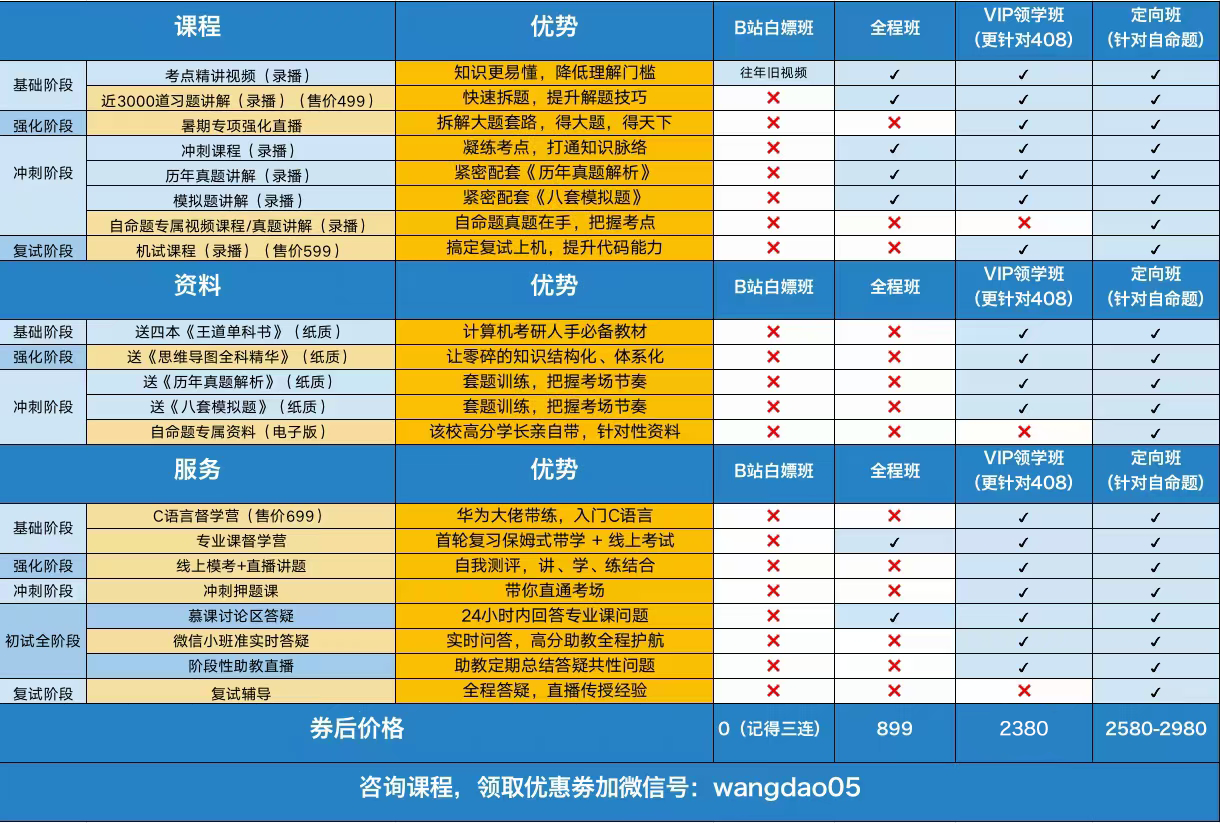 课程 优势 B站白嫖班 全程班 VIP领学班 定向班
(更针对408) (针对自命题)
基础阶段 考点精讲视频（录播） 知识更易懂，降低理解门槛 往年旧视频 ✓ ✓ ✓
近3000道习题讲解（录播）（售价499） 快速拆题，提升解题技巧 ✕ ✓ ✓ ✓
强化阶段 暑期专项强化直播 拆解大题套路，得大题，得天下 ✕ ✕ ✓ ✓
冲刺阶段 冲刺课程（录播） 凝练考点，打通知识脉络 ✕ ✓ ✓ ✓
历年真题讲解（录播） 紧密配套《历年真题解析》 ✕ ✓ ✓ ✓
模拟题讲解（录播） 紧密配套《八套模拟题》 ✕ ✓ ✓ ✓
自命题专属视频课程/真题讲解（录播） 自命题真题在手，把握考点 ✕ ✕ ✕ ✓
复试阶段 机试课程（录播）（售价599） 搞定复试上机，提升代码能力 ✕ ✕ ✓ ✓
资料 优势 B站白嫖班 全程班 VIP领学班 定向班
(更针对408) (针对自命题)
基础阶段 送四本《王道单科书》（纸质） 计算机考研人手必备教材 ✕ ✕ ✓ ✓
强化阶段 送《思维导图全科精华》（纸质） 让零碎的知识结构化、体系化 ✕ ✕ ✓ ✓
冲刺阶段 送《历年真题解析》（纸质） 套题训练，把握考场节奏 ✕ ✕ ✓ ✓
送《八套模拟题》（纸质） 套题训练，把握考场节奏 ✕ ✕ ✓ ✓
自命题专属资料（电子版） 该校高分学长亲自带，针对性资料 ✕ ✕ ✕ ✓
服务 优势 B站白嫖班 全程班 VIP领学班 定向班
(更针对408) (针对自命题)
基础阶段 C语言督学营（售价699） 华为大佬带练，入门C语言 ✕ ✕ ✓ ✓
专业课督学营 首轮复习保姆式带学 + 线上考试 ✕ ✓ ✓ ✓
强化阶段 线上模考+直播讲题 自我测评，讲、学、练结合 ✕ ✕ ✓ ✓
冲刺阶段 冲刺押题课 带你直通考场 ✕ ✕ ✓ ✓
初试全阶段 慕课讨论区答疑 24小时内回答专业课问题 ✕ ✓ ✓ ✓
微信小班准实时答疑 实时问答，高分助教全程护航 ✕ ✕ ✓ ✓
阶段性助教直播 助教定期总结答疑共性问题 ✕ ✕ ✓ ✓
复试阶段 复试辅导 全程答疑，直播传授经验 ✕ ✕ ✕ ✓
券后价格 0（记得三连） 899 2380 2580-2980
咨询课程，领取优惠券加微信号：wangdao05